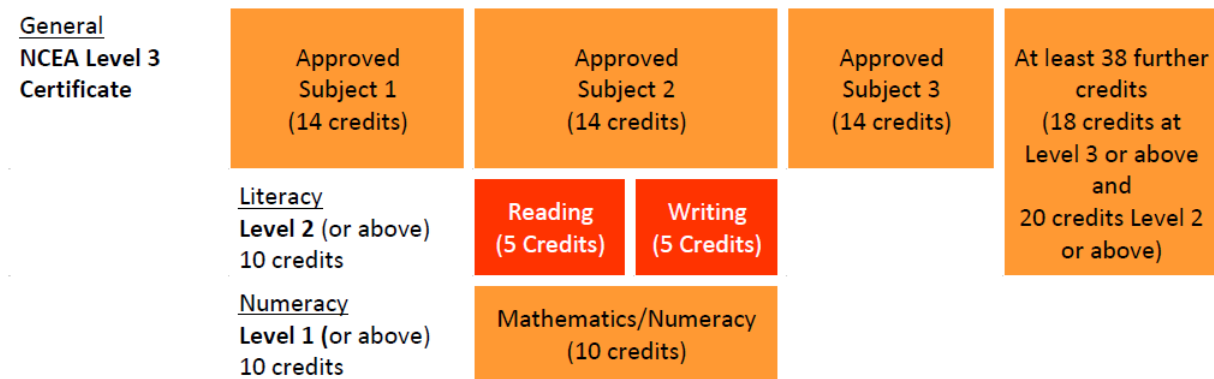 General
NCEA Level 3
Certificate
Approved
Subject 1
(14 credits)
Approved
Subject 2
(14 credits)
Approved
Subject 3
(14 credits)
At least 38 further
credits
(18 credits at
Level 3 or above
and
20 credits Level 2
or above)
Literacy
Level 2 (or above)
10 credits
Reading
(5 Credits)
Writing
(5 Credits)
Numeracy
Level 1 (or above)
10 credits
Mathematics/Numeracy
(10 credits)